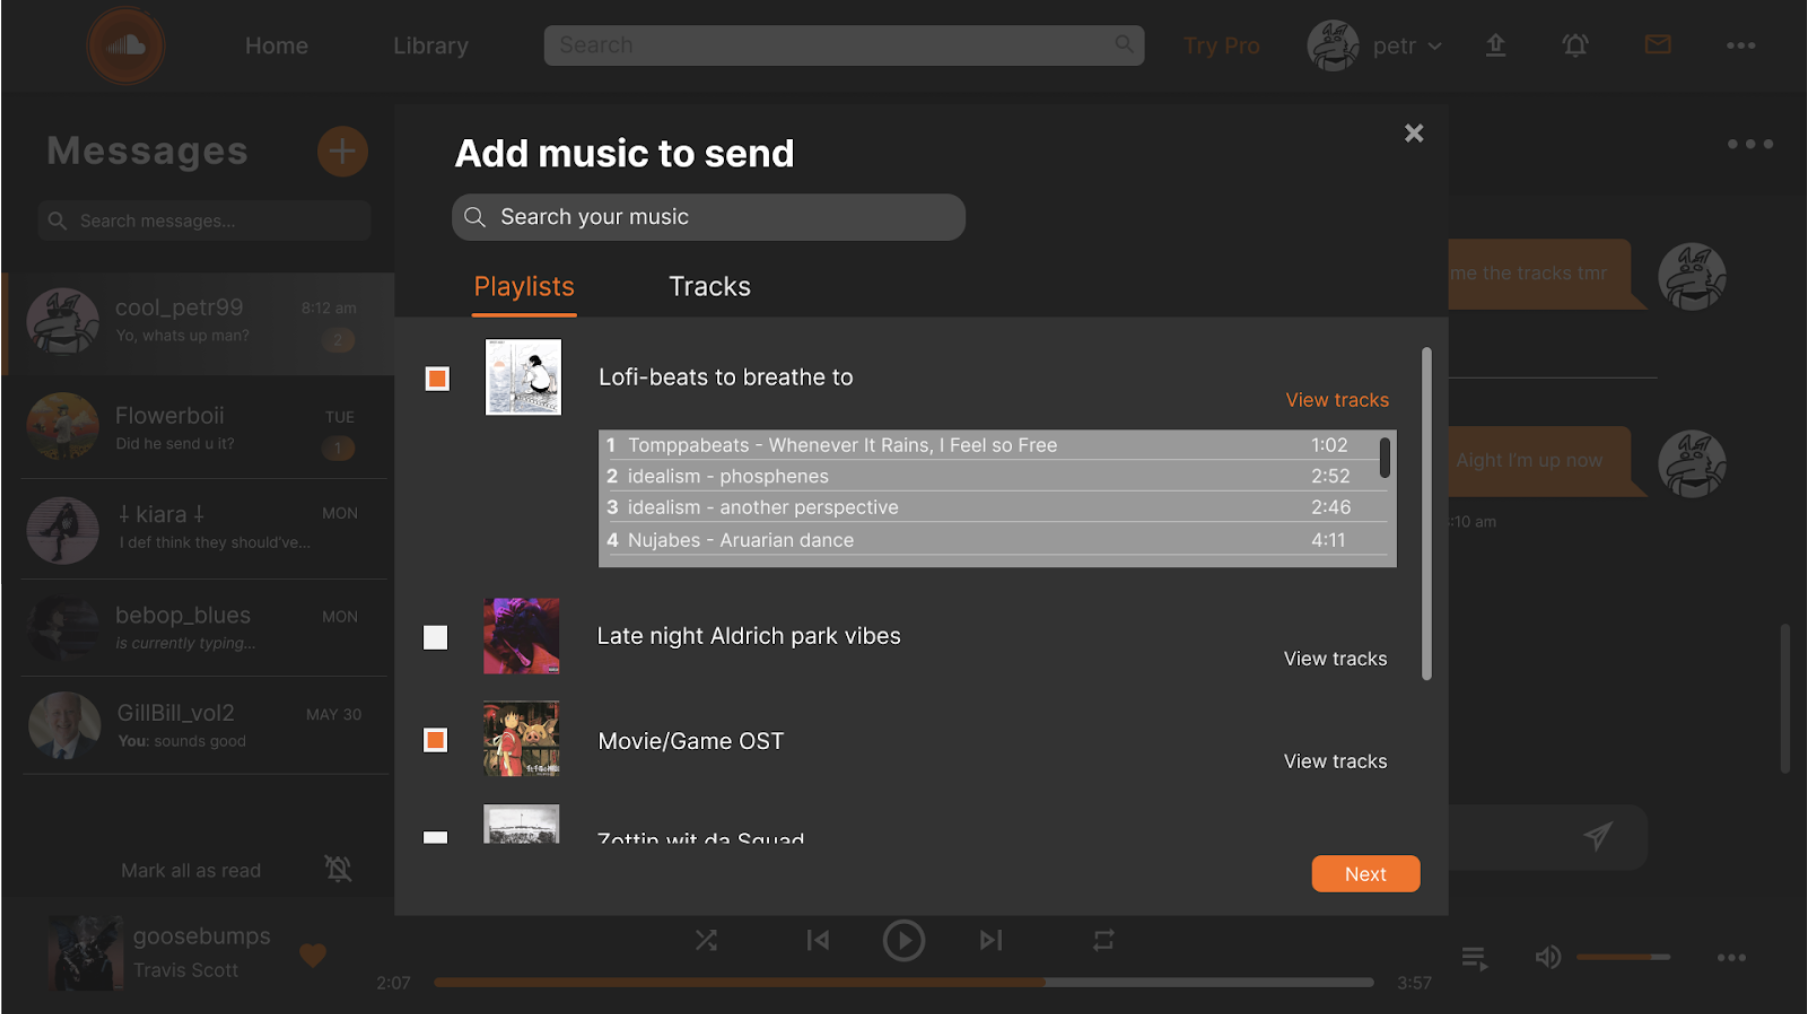 Home
Library
Search
Try Pro
petr
Messages
Search messages...
cool_petr99
8:12 am
Yo, whats up man?
2
Flowerboii
TUE
Did he send u it?
1
⸸ kiara ⸸
MON
I def think they should've...
bebop_blues
MON
is currently typing...
GillBill_vol2
MAY 30
You: sounds good
Mark all as read
Add music to send
Search your music
Playlists
Tracks
Lofi-beats to breathe to
View tracks
1 Tomppabeats - Whenever It Rains, I Feel so Free 1:02
2 idealism - phosphenes 2:52
3 idealism - another perspective 2:46
4 Nujabes - Aruarian dance 4:11
Late night Aldrich park vibes
View tracks
Movie/Game OST
View tracks
Zottin wit da Squad
Next
me the tracks tmr
Aight I'm up now
:10 am
goosebumps
Travis Scott
2:07
3:57